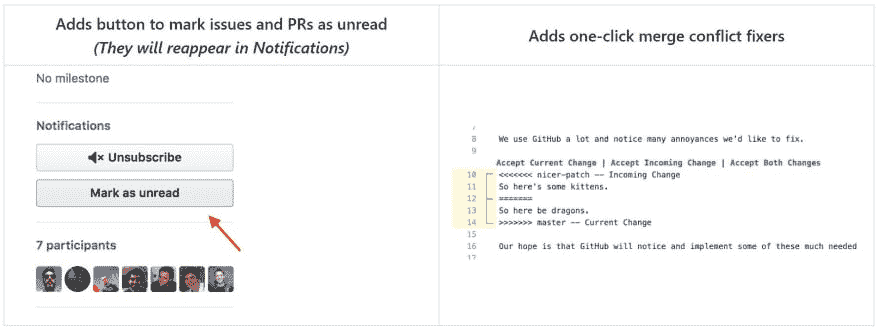 Adds button to mark issues and PRs as unread
(They will reappear in Notifications)
No milestone
Notifications
Unsubscribe
Mark as unread
7 participants
Adds one-click merge conflict fixers
7
8 We use GitHub a lot and notice many annoyances we'd like to fix.
9
Accept Current Change | Accept Incoming Change | Accept Both Changes
10 <<<<<<< nicer-patch -- Incoming Change
11 So here's some kittens.
12 =======
13 So here be dragons.
14 >>>>>>> master -- Current Change
15
16 Our hope is that GitHub will notice and implement some of these much needed
17